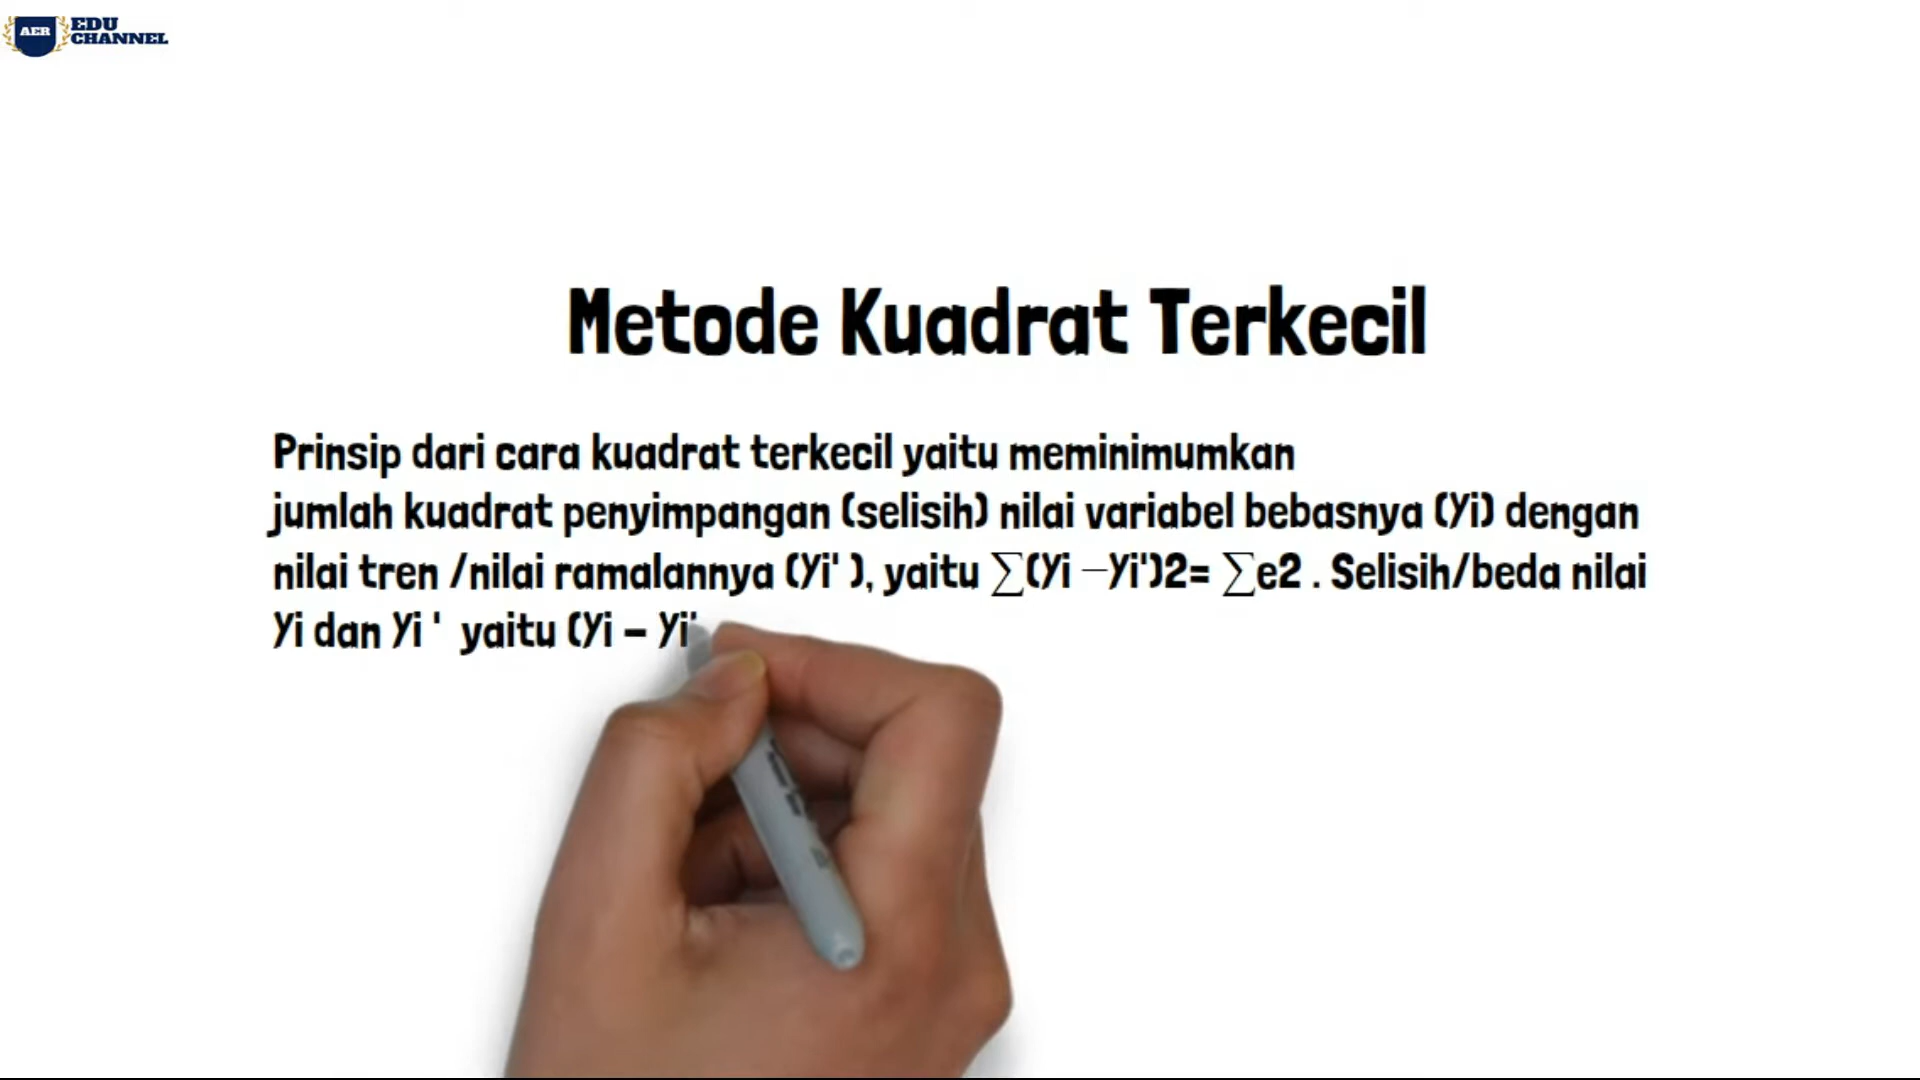 AER
EDU
CHANNEL
Metode Kuadrat Terkecil
Prinsip dari cara kuadrat terkecil yaitu meminimumkan
jumlah kuadrat penyimpangan (selisih) nilai variabel bebasnya (Yi) dengan
nilai tren /nilai ramalannya (Yi' ), yaitu ∑(Yi –Yi')2= ∑e2 . Selisih/beda nilai
Yi dan Yi '  yaitu (Yi – Yi'